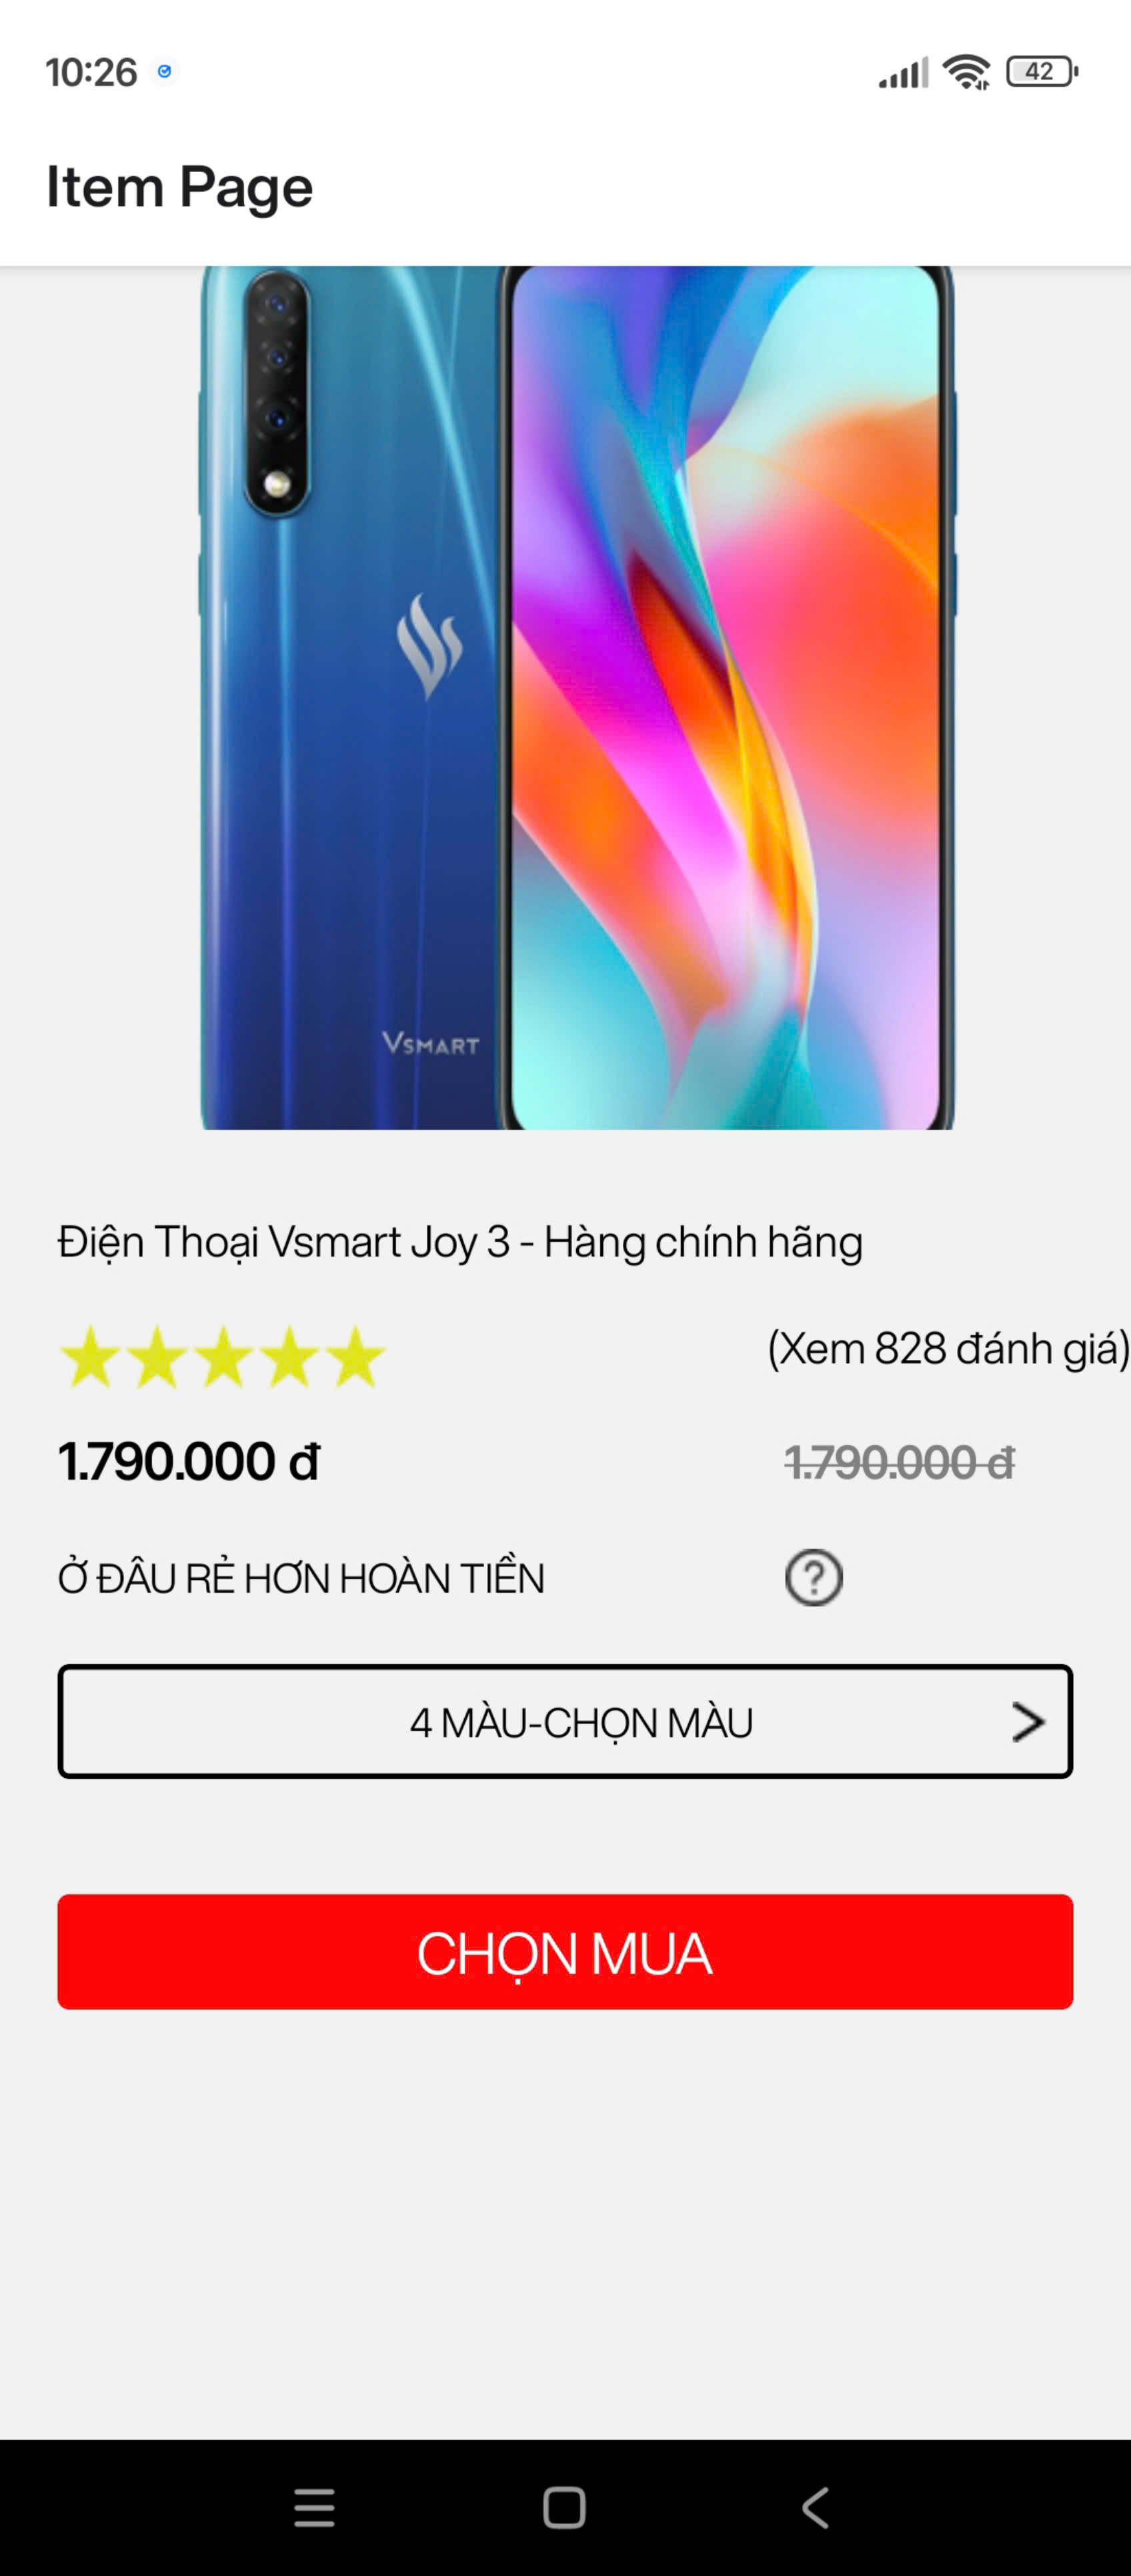 10:26
42
Item Page
VSMART
Điện Thoại Vsmart Joy 3 - Hàng chính hãng
(Xem 828 đánh giá)
1.790.000 đ
1.790.000 đ
Ở ĐÂU RẺ HƠN HOÀN TIỀN
4 MÀU-CHỌN MÀU
CHỌN MUA